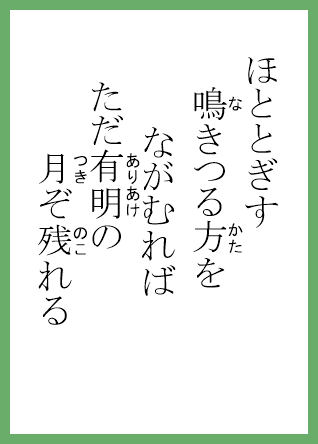 ほととぎす
鳴きつる方を
ながむれば
ただ有明の
月ぞ残れる
な
かた
ありあけ
つき
のこ